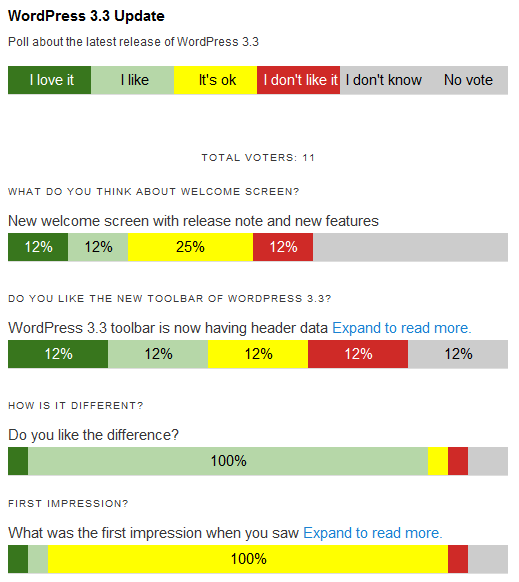 WordPress 3.3 Update
Poll about the latest release of WordPress 3.3
I love it I like It's ok I don't like it I don't know No vote
TOTAL VOTERS: 11
WHAT DO YOU THINK ABOUT WELCOME SCREEN?
New welcome screen with release note and new features
12% 12% 25% 12%
DO YOU LIKE THE NEW TOOLBAR OF WORDPRESS 3.3?
WordPress 3.3 toolbar is now having header data Expand to read more.
12% 12% 12% 12% 12%
HOW IS IT DIFFERENT?
Do you like the difference?
100%
FIRST IMPRESSION?
What was the first impression when you saw Expand to read more.
100%